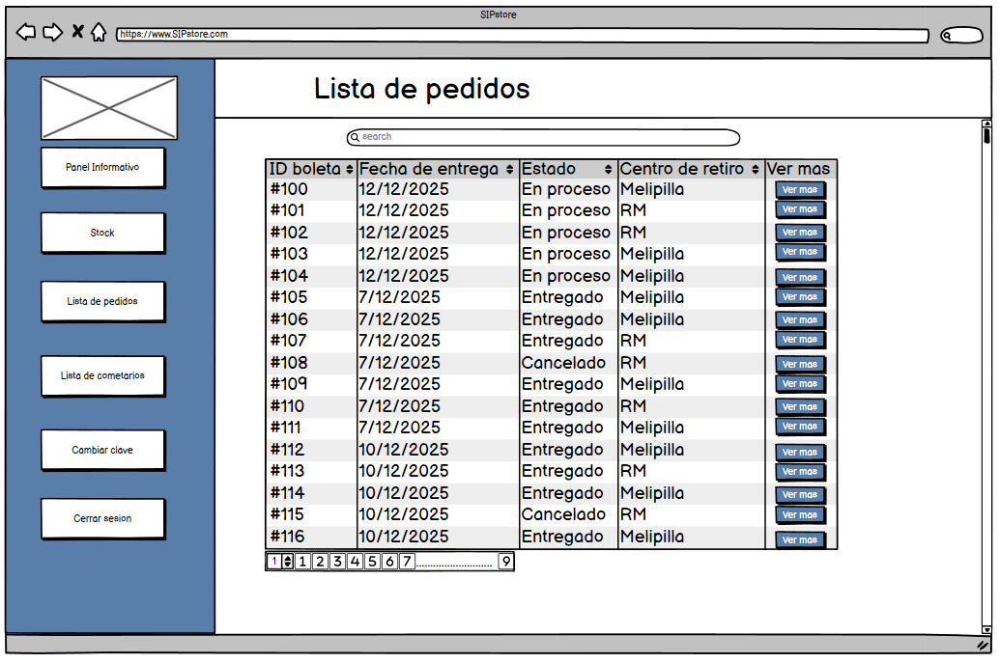 SIPstore
https://www.SIPstore.com
Lista de pedidos
search
Panel Informativo
Stock
Lista de pedidos
Lista de cometarios
Cambiar clave
Cerrar sesion
ID boleta Fecha de entrega Estado Centro de retiro Ver mas
#100 12/12/2025 En proceso Melipilla Ver mas
#101 12/12/2025 En proceso RM Ver mas
#102 12/12/2025 En proceso RM Ver mas
#103 12/12/2025 En proceso Melipilla Ver mas
#104 12/12/2025 En proceso Melipilla Ver mas
#105 7/12/2025 Entregado Melipilla Ver mas
#106 7/12/2025 Entregado Melipilla Ver mas
#107 7/12/2025 Entregado RM Ver mas
#108 7/12/2025 Cancelado RM Ver mas
#109 7/12/2025 Entregado Melipilla Ver mas
#110 7/12/2025 Entregado RM Ver mas
#111 7/12/2025 Entregado Melipilla Ver mas
#112 10/12/2025 Entregado Melipilla Ver mas
#113 10/12/2025 Entregado RM Ver mas
#114 10/12/2025 Entregado Melipilla Ver mas
#115 10/12/2025 Cancelado RM Ver mas
#116 10/12/2025 Entregado Melipilla Ver mas
1 1 2 3 4 5 6 7 ........................... 9